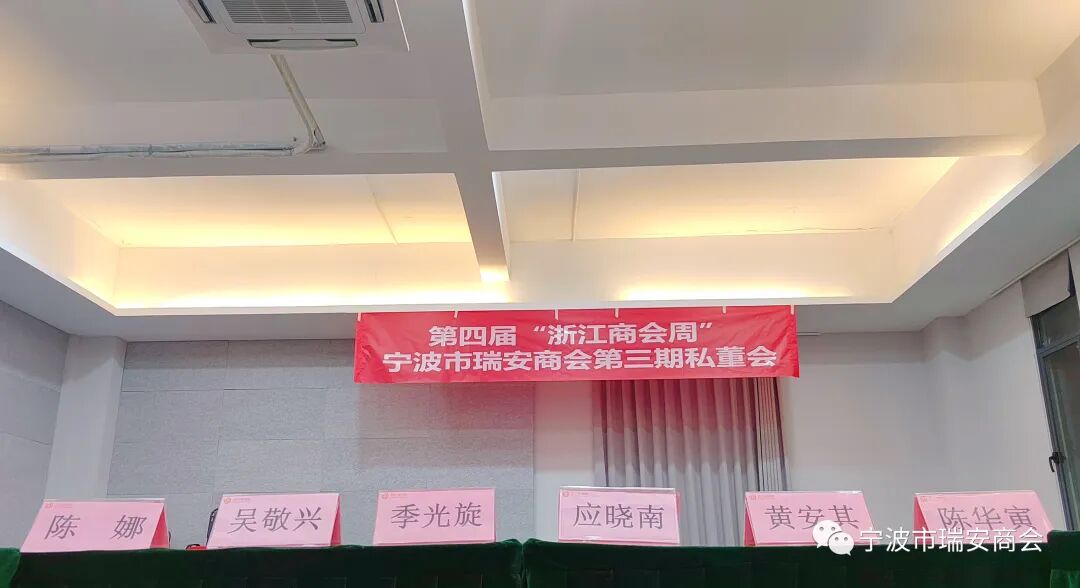 第四届“浙江商会周”
宁波市瑞安商会第三期私董会
陈 娜
吴敬兴
季光旋
应晓南
黄安其
陈华寅
宁波市瑞安商会